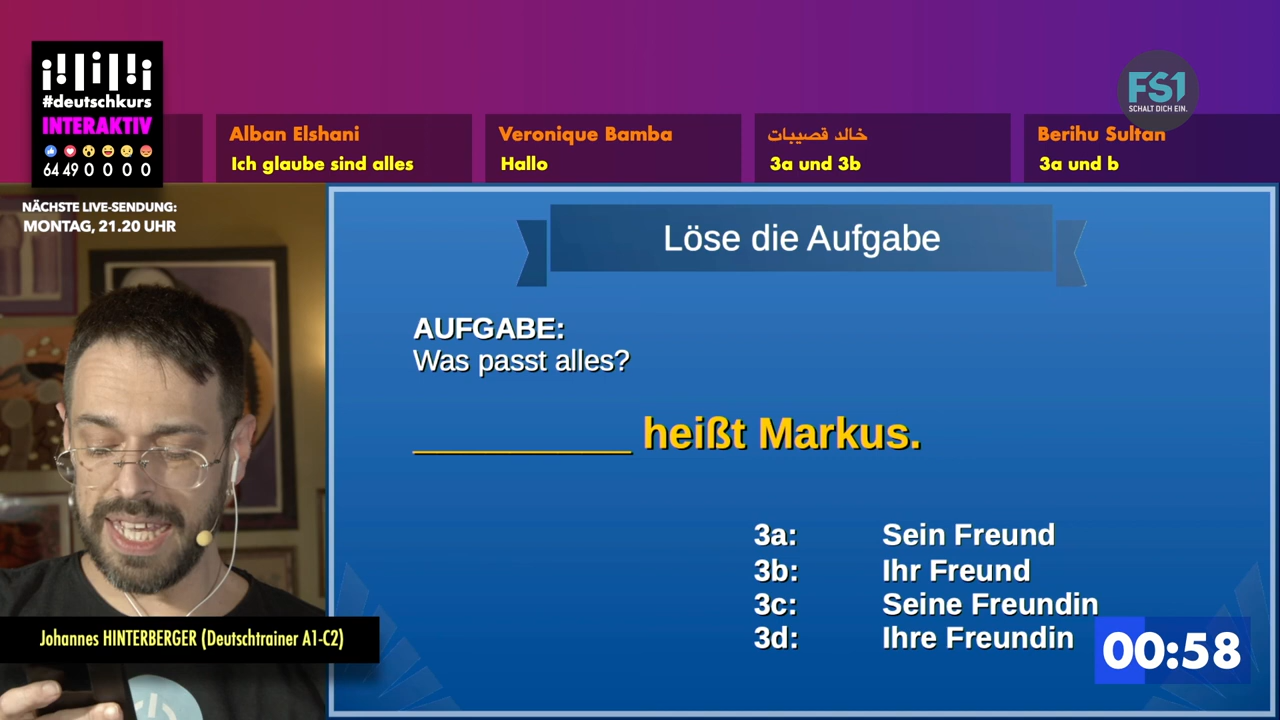 #deutschkurs
INTERAKTIV
64 49 0 0 0 0
FS1
SCHALT DICH EIN.
Alban Elshani
Ich glaube sind alles
Veronique Bamba
Hallo
خالد قصيبات
3a und 3b
Berihu Sultan
3a und b
NÄCHSTE LIVE-SENDUNG:
MONTAG, 21.20 UHR
Löse die Aufgabe
AUFGABE:
Was passt alles?
_________ heißt Markus.
3a: Sein Freund
3b: Ihr Freund
3c: Seine Freundin
3d: Ihre Freundin
00:58
Johannes HINTERBERGER (Deutschtrainer A1-C2)